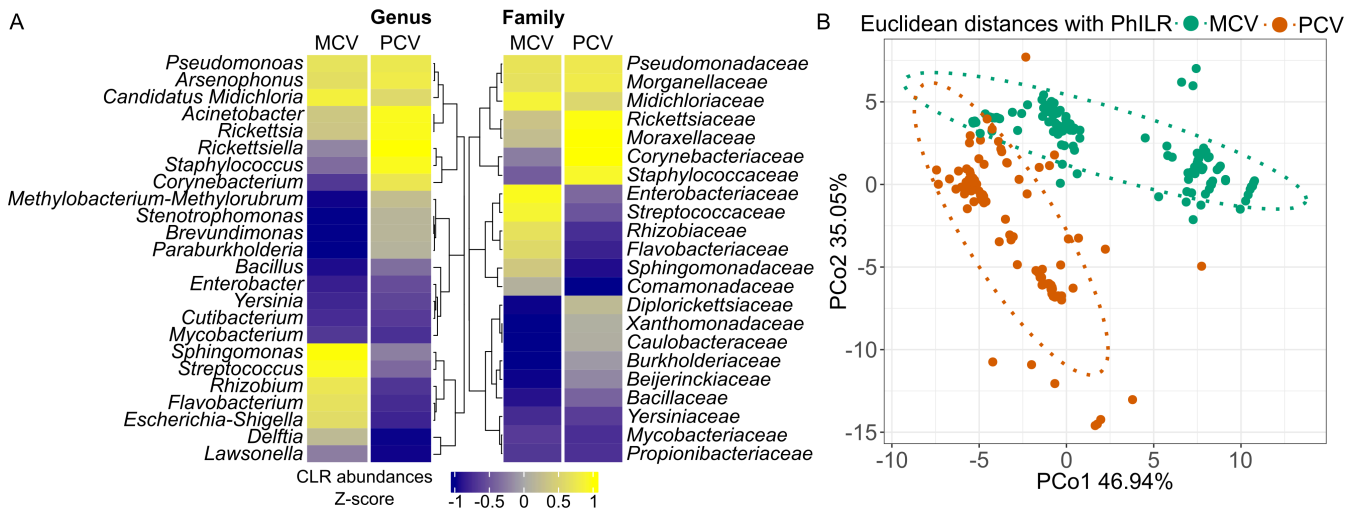 A
Genus
Family
MCV PCV
MCV PCV
Pseudomonoas
Arsenophonus
Candidatus Midichloria
Acinetobacter
Rickettsia
Rickettsiella
Staphylococcus
Corynebacterium
Methylobacterium-Methylorubrum
Stenotrophomonas
Brevundimonas
Paraburkholderia
Bacillus
Enterobacter
Yersinia
Cutibacterium
Mycobacterium
Sphingomonas
Streptococcus
Rhizobium
Flavobacterium
Escherichia-Shigella
Delftia
Lawsonella
Pseudomonadaceae
Morganellaceae
Midichloriaceae
Rickettsiaceae
Moraxellaceae
Corynebacteriaceae
Staphylococcaceae
Enterobacteriaceae
Streptococcaceae
Rhizobiaceae
Flavobacteriaceae
Sphingomonadaceae
Comamonadaceae
Diplorickettsiaceae
Xanthomonadaceae
Caulobacteraceae
Burkholderiaceae
Beijerinckiaceae
Bacillaceae
Yersiniaceae
Mycobacteriaceae
Propionibacteriaceae
CLR abundances
Z-score
-1 -0.5 0 0.5 1
B
Euclidean distances with PhILR MCV PCV
PCo2 35.05%
5
0
-5
-10
-15
-10 -5 0 5 10
PCo1 46.94%